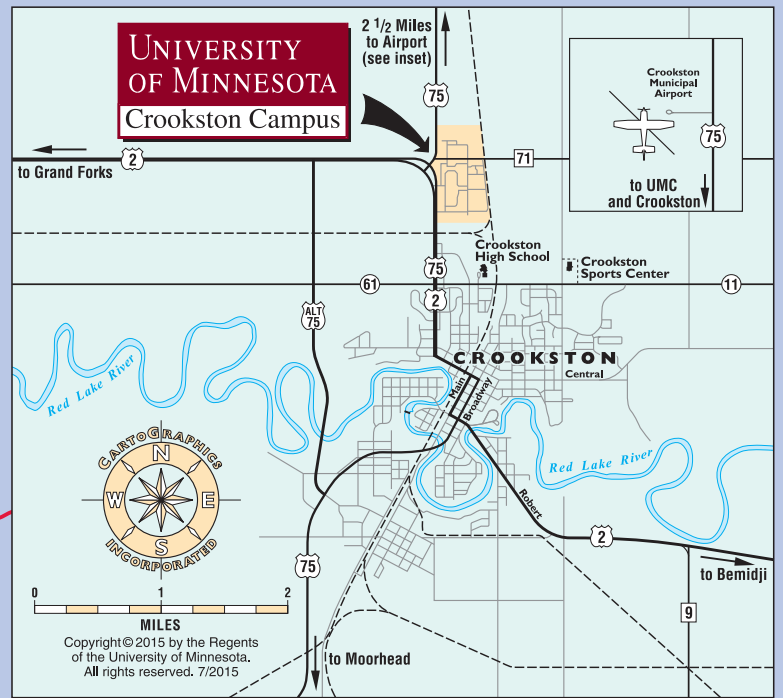 UNIVERSITY
OF MINNESOTA
Crookston Campus
2 1/2 Miles
to Airport
(see inset)
75
Crookston
Municipal
Airport
75
to UMC
and Crookston
2
to Grand Forks
71
Crookston
High School
Crookston
Sports Center
75
61
11
2
ALT
75
CROOKSTON
Central
Main
Broadway
Red Lake River
Red Lake River
Robert
CARTOGRAPHICS
N
W
E
S
INCORPORATED
2
to Bemidji
75
9
0 1 2
MILES
Copyright © 2015 by the Regents
of the University of Minnesota.
All rights reserved. 7/2015
to Moorhead